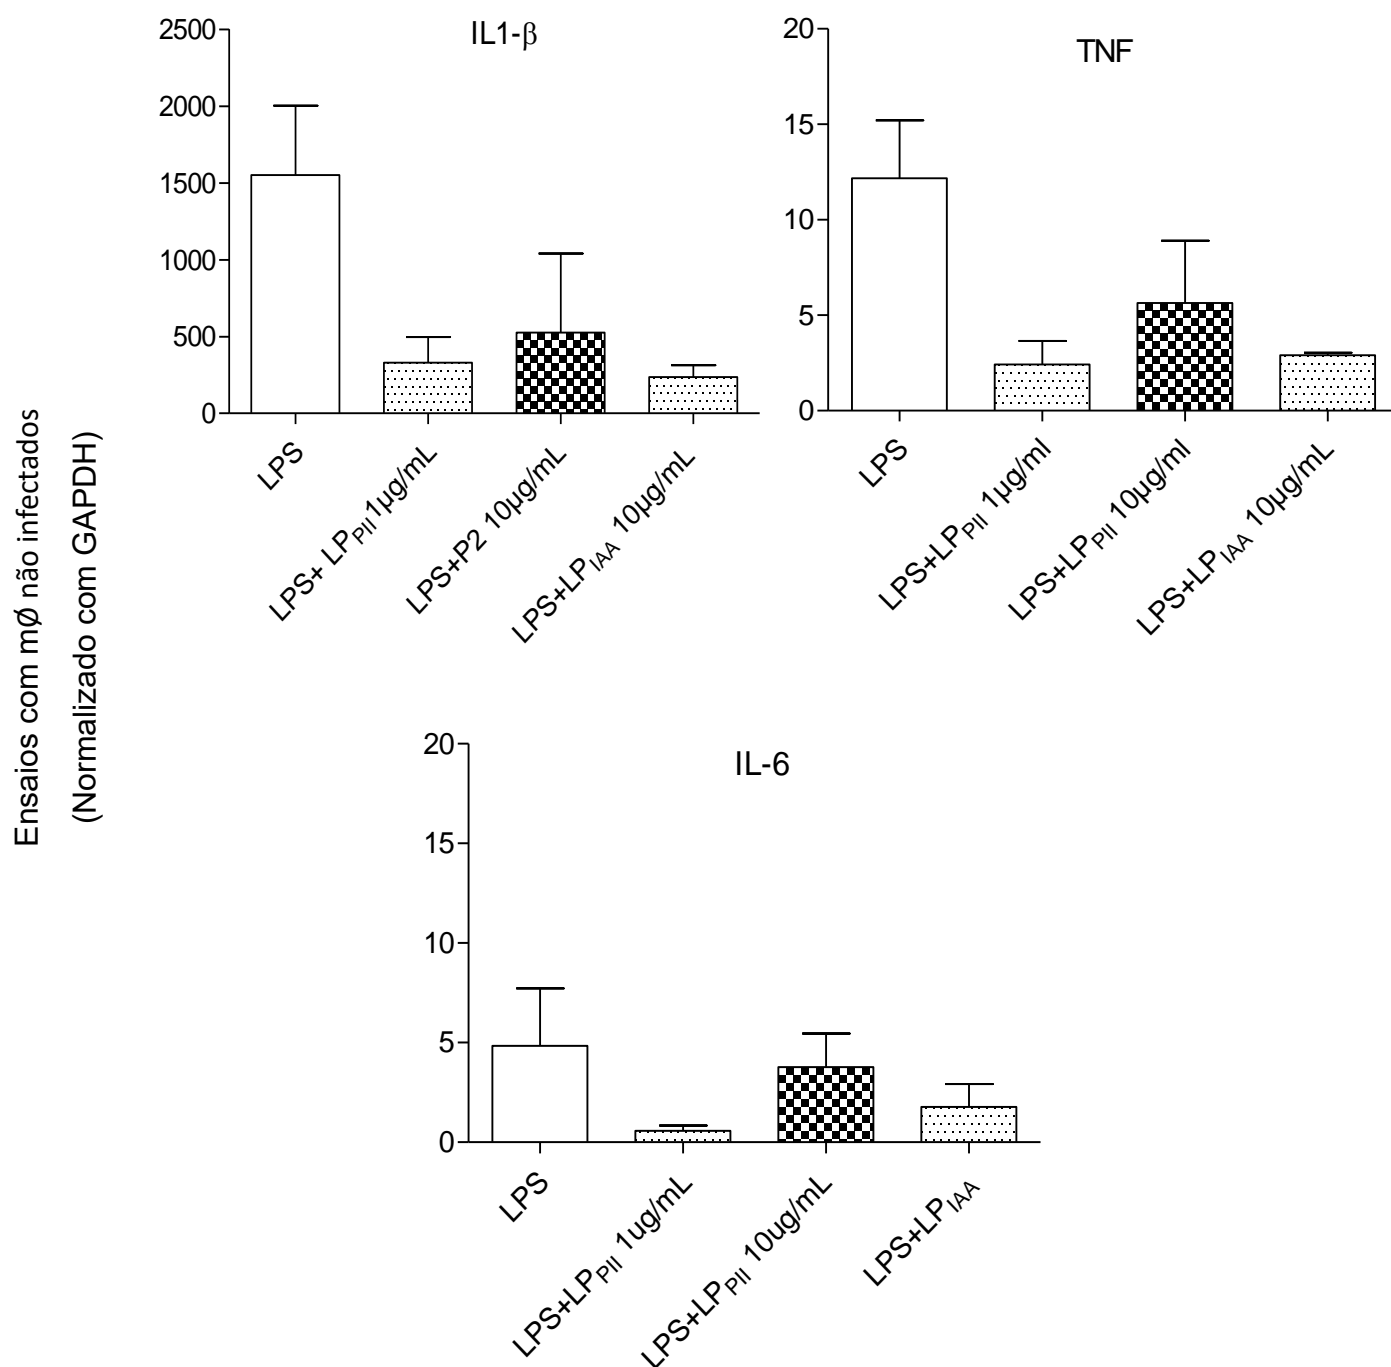 Ensaios com mØ não infectados
(Normalizado com GAPDH)
IL1-β
2500
2000
1500
1000
500
0
LPS
LPS+ LPPII 1µg/mL
LPS+P2 10µg/mL
LPS+LPIAA 10µg/mL
TNF
20
15
10
5
0
LPS
LPS+LPPII 1µg/ml
LPS+LPPII 10µg/ml
LPS+LPIAA 10µg/mL
IL-6
20
15
10
5
0
LPS
LPS+LPPII 1ug/mL
LPS+LPPII 10ug/mL
LPS+LPIAA